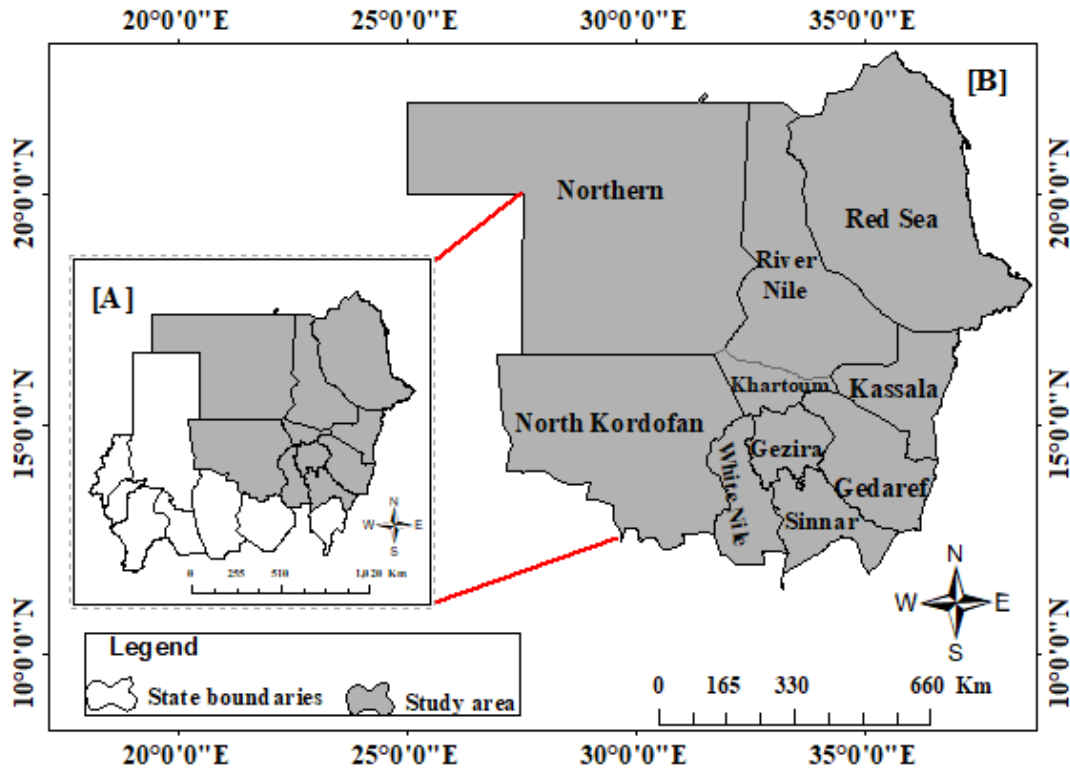 20°0'0"E 25°0'0"E 30°0'0"E 35°0'0"E
[B]
20°0'0"N
20°0'0"N
Northern
Red Sea
River
Nile
[A]
Khartoum
Kassala
North Kordofan
15°0'0"N
15°0'0"N
Gezira
White Nile
Gedaref
Sinnar
N
W E
S
0 255 510 1,020 Km
N
W E
S
10°0'0"N
10°0'0"N
Legend
State boundaries Study area
0 165 330 660 Km
20°0'0"E 25°0'0"E 30°0'0"E 35°0'0"E